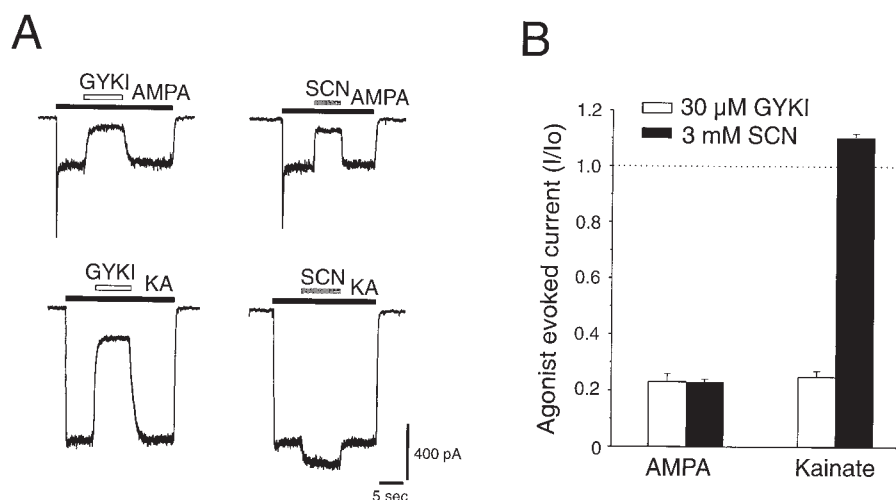 A
GYKI
AMPA
SCN
AMPA
GYKI
KA
SCN
KA
400 pA
5 sec
B
30 µM GYKI
3 mM SCN
Agonist evoked current (I/Io)
1.2
1.0
0.8
0.6
0.4
0.2
0
AMPA
Kainate